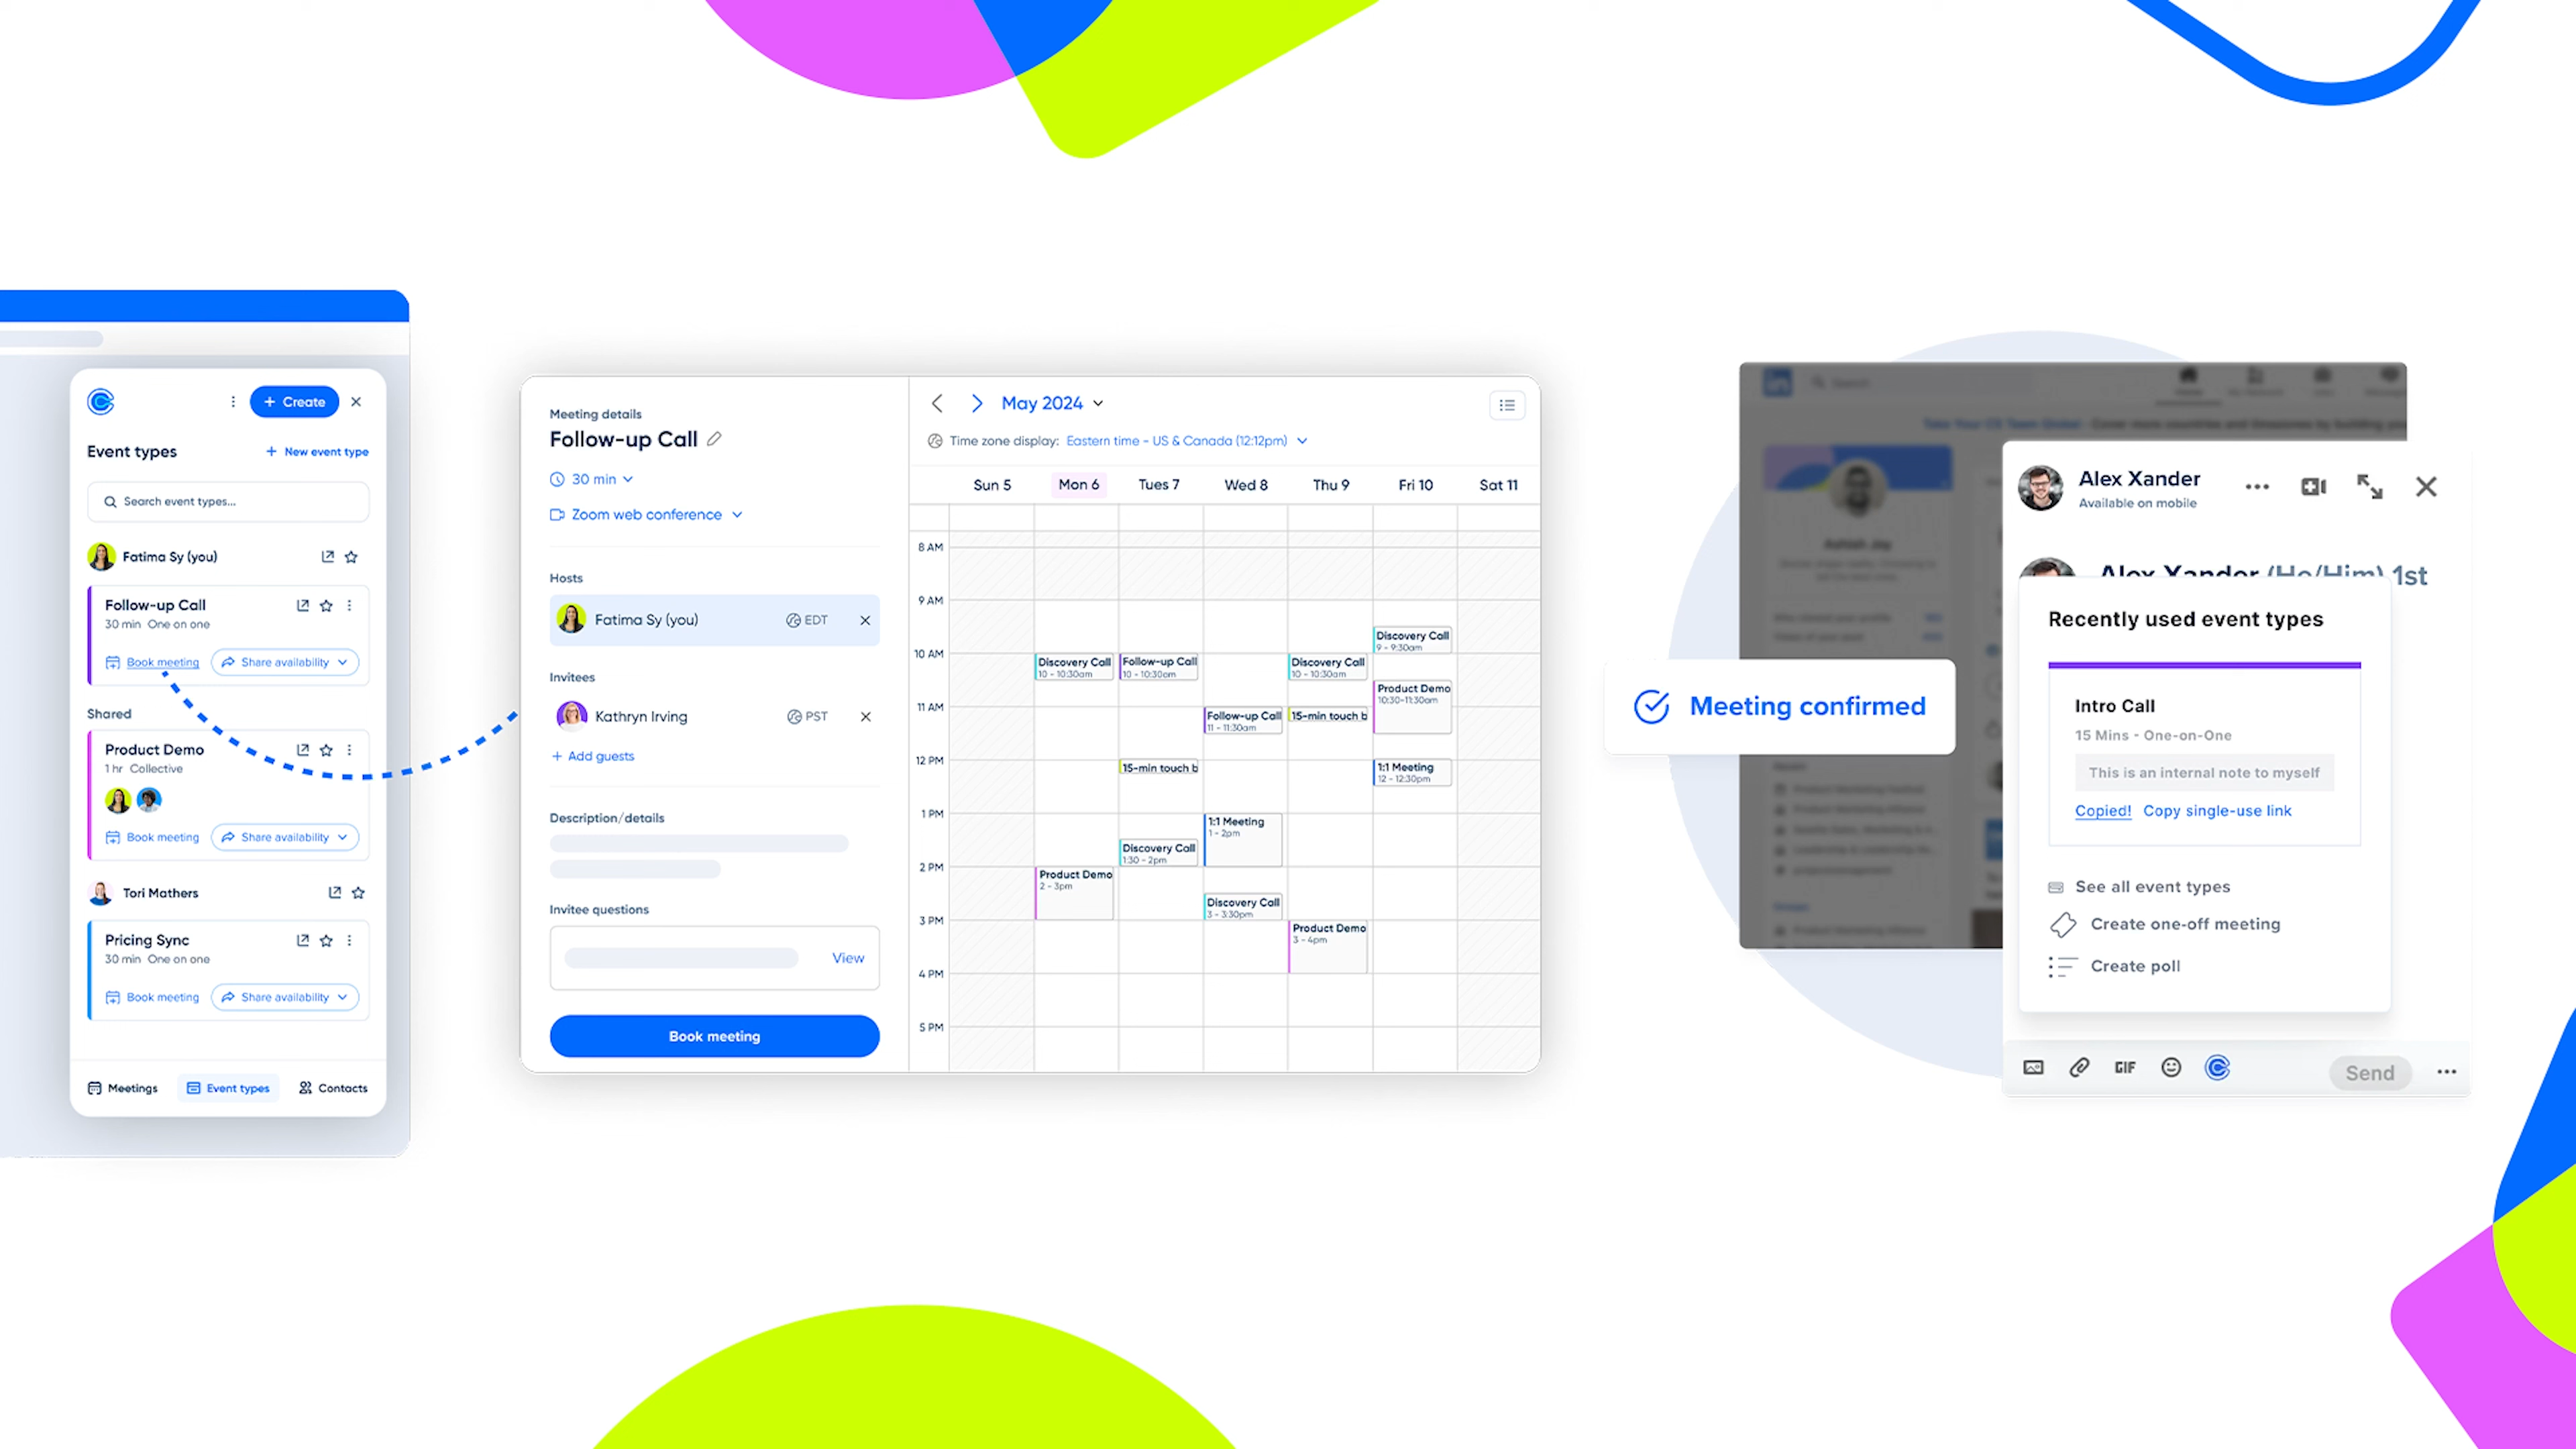 Create
Event types
New event type
Search event types...
Fatima Sy (you)
Follow-up Call
30 min One on one
Book meeting
Share availability
Shared
Product Demo
1 hr Collective
Book meeting
Share availability
Tori Mathers
Pricing Sync
30 min One on one
Book meeting
Share availability
Meetings
Event types
Contacts
Meeting details
Follow-up Call
30 min
Zoom web conference
Hosts
Fatima Sy (you)
EDT
Invitees
Kathryn Irving
PST
+ Add guests
Description/details
Invitee questions
View
Book meeting
May 2024
Time zone display: Eastern time - US & Canada (12:12pm)
Sun 5
Mon 6
Tues 7
Wed 8
Thu 9
Fri 10
Sat 11
8 AM
9 AM
Discovery Call
9 - 9:30am
10 AM
Discovery Call
10 - 10:30am
Follow-up Call
10 - 10:30am
Discovery Call
10 - 10:30am
Product Demo
10:30-11:30am
11 AM
Follow-up Call
11 - 11:30am
15-min touch b
12 PM
15-min touch b
1:1 Meeting
12 - 12:30pm
1 PM
1:1 Meeting
1 - 2pm
Discovery Call
1:30 - 2pm
2 PM
Product Demo
2 - 3pm
Discovery Call
3 - 3:30pm
3 PM
Product Demo
3 - 4pm
4 PM
5 PM
Meeting confirmed
in
Search
Alex Xander
Available on mobile
Alex Xander (He/Him) 1st
Recently used event types
Intro Call
15 Mins - One-on-One
This is an internal note to myself
Copied! Copy single-use link
See all event types
Create one-off meeting
Create poll
GIF
Send